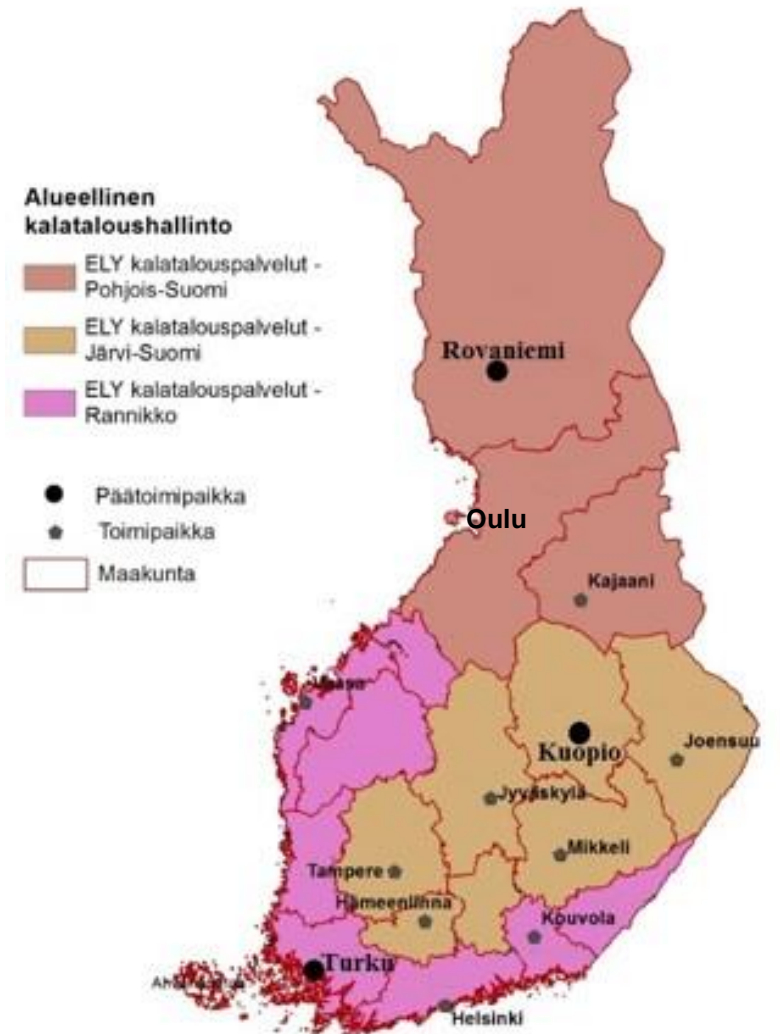 Alueellinen
kalataloushallinto
ELY kalatalouspalvelut -
Pohjois-Suomi
ELY kalatalouspalvelut -
Järvi-Suomi
ELY kalatalouspalvelut -
Rannikko
Päätoimipaikka
Toimipaikka
Maakunta
Rovaniemi
Oulu
Kajaani
Vaasa
Joensuu
Kuopio
Jyväskylä
Mikkeli
Tampere
Hämeenlinna
Kouvola
Turku
Helsinki